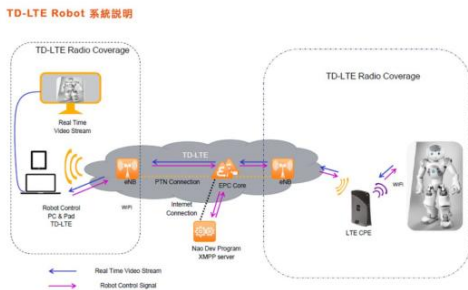 TD-LTE Robot 系統説明
TD-LTE Radio Coverage
TD-LTE Radio Coverage
Real Time
Video Stream
TD-LTE
eNB
PTN Connection
EPC Core
eNB
Robot Control
PC & Pad
TD-LTE
WiFi
Internet
Connection
LTE CPE
WiFi
Nao Dev Program
XMPP server
Real Time Video Stream
Robot Control Signal